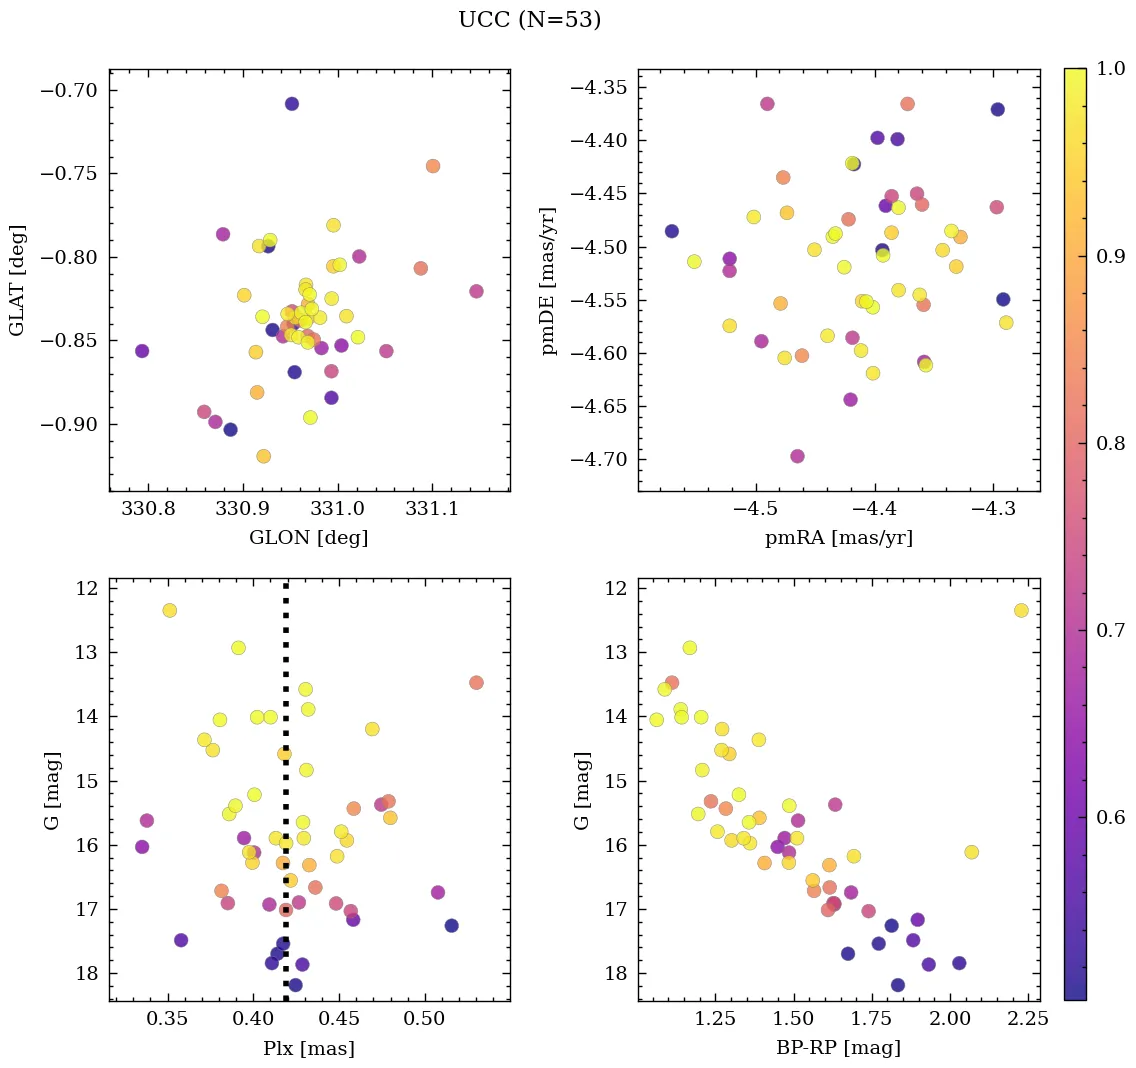 UCC (N=53)
−0.70
−0.75
−0.80
−0.85
−0.90
GLAT [deg]
330.8 330.9 331.0 331.1
GLON [deg]
−4.35
−4.40
−4.45
−4.50
−4.55
−4.60
−4.65
−4.70
pmDE [mas/yr]
−4.5 −4.4 −4.3
pmRA [mas/yr]
12
13
14
15
16
17
18
G [mag]
0.35 0.40 0.45 0.50
Plx [mas]
12
13
14
15
16
17
18
G [mag]
1.25 1.50 1.75 2.00 2.25
BP-RP [mag]
1.0
0.9
0.8
0.7
0.6